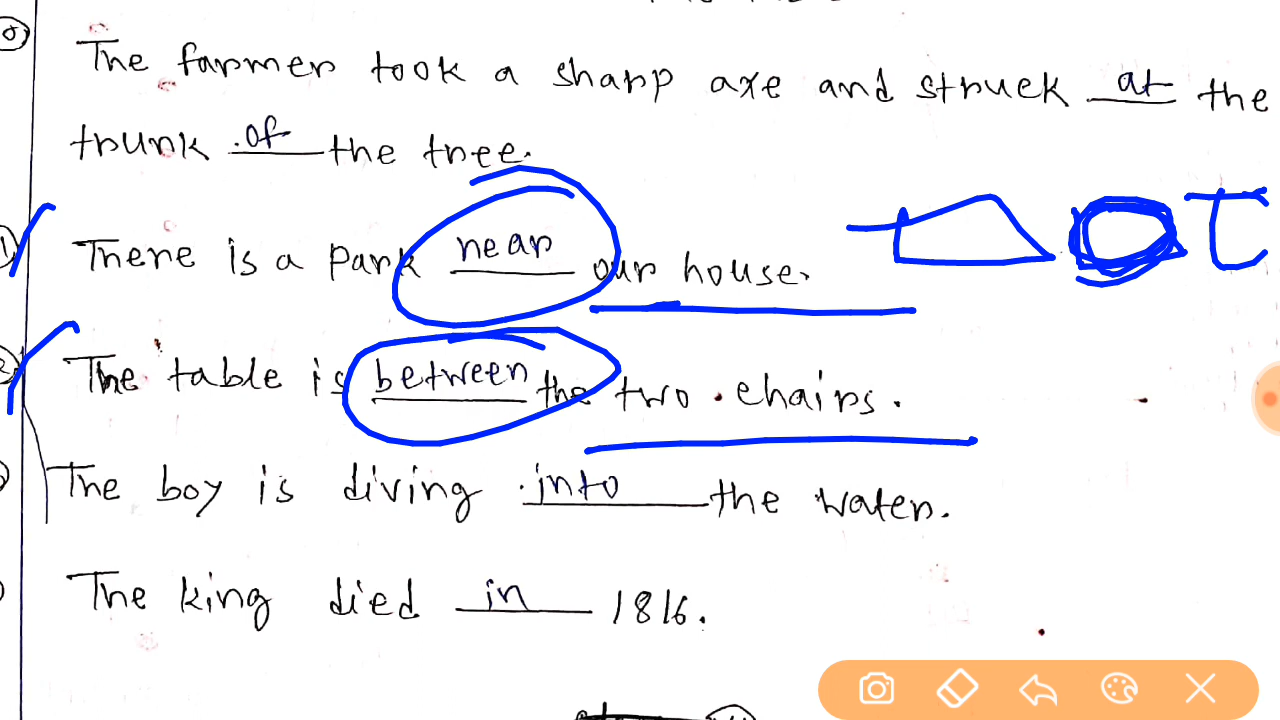 The farmer took a sharp axe and struck at the
trunk of the tree.
There is a park near our house.
The table is between the two chairs.
The boy is diving into the water.
The king died in 1816.